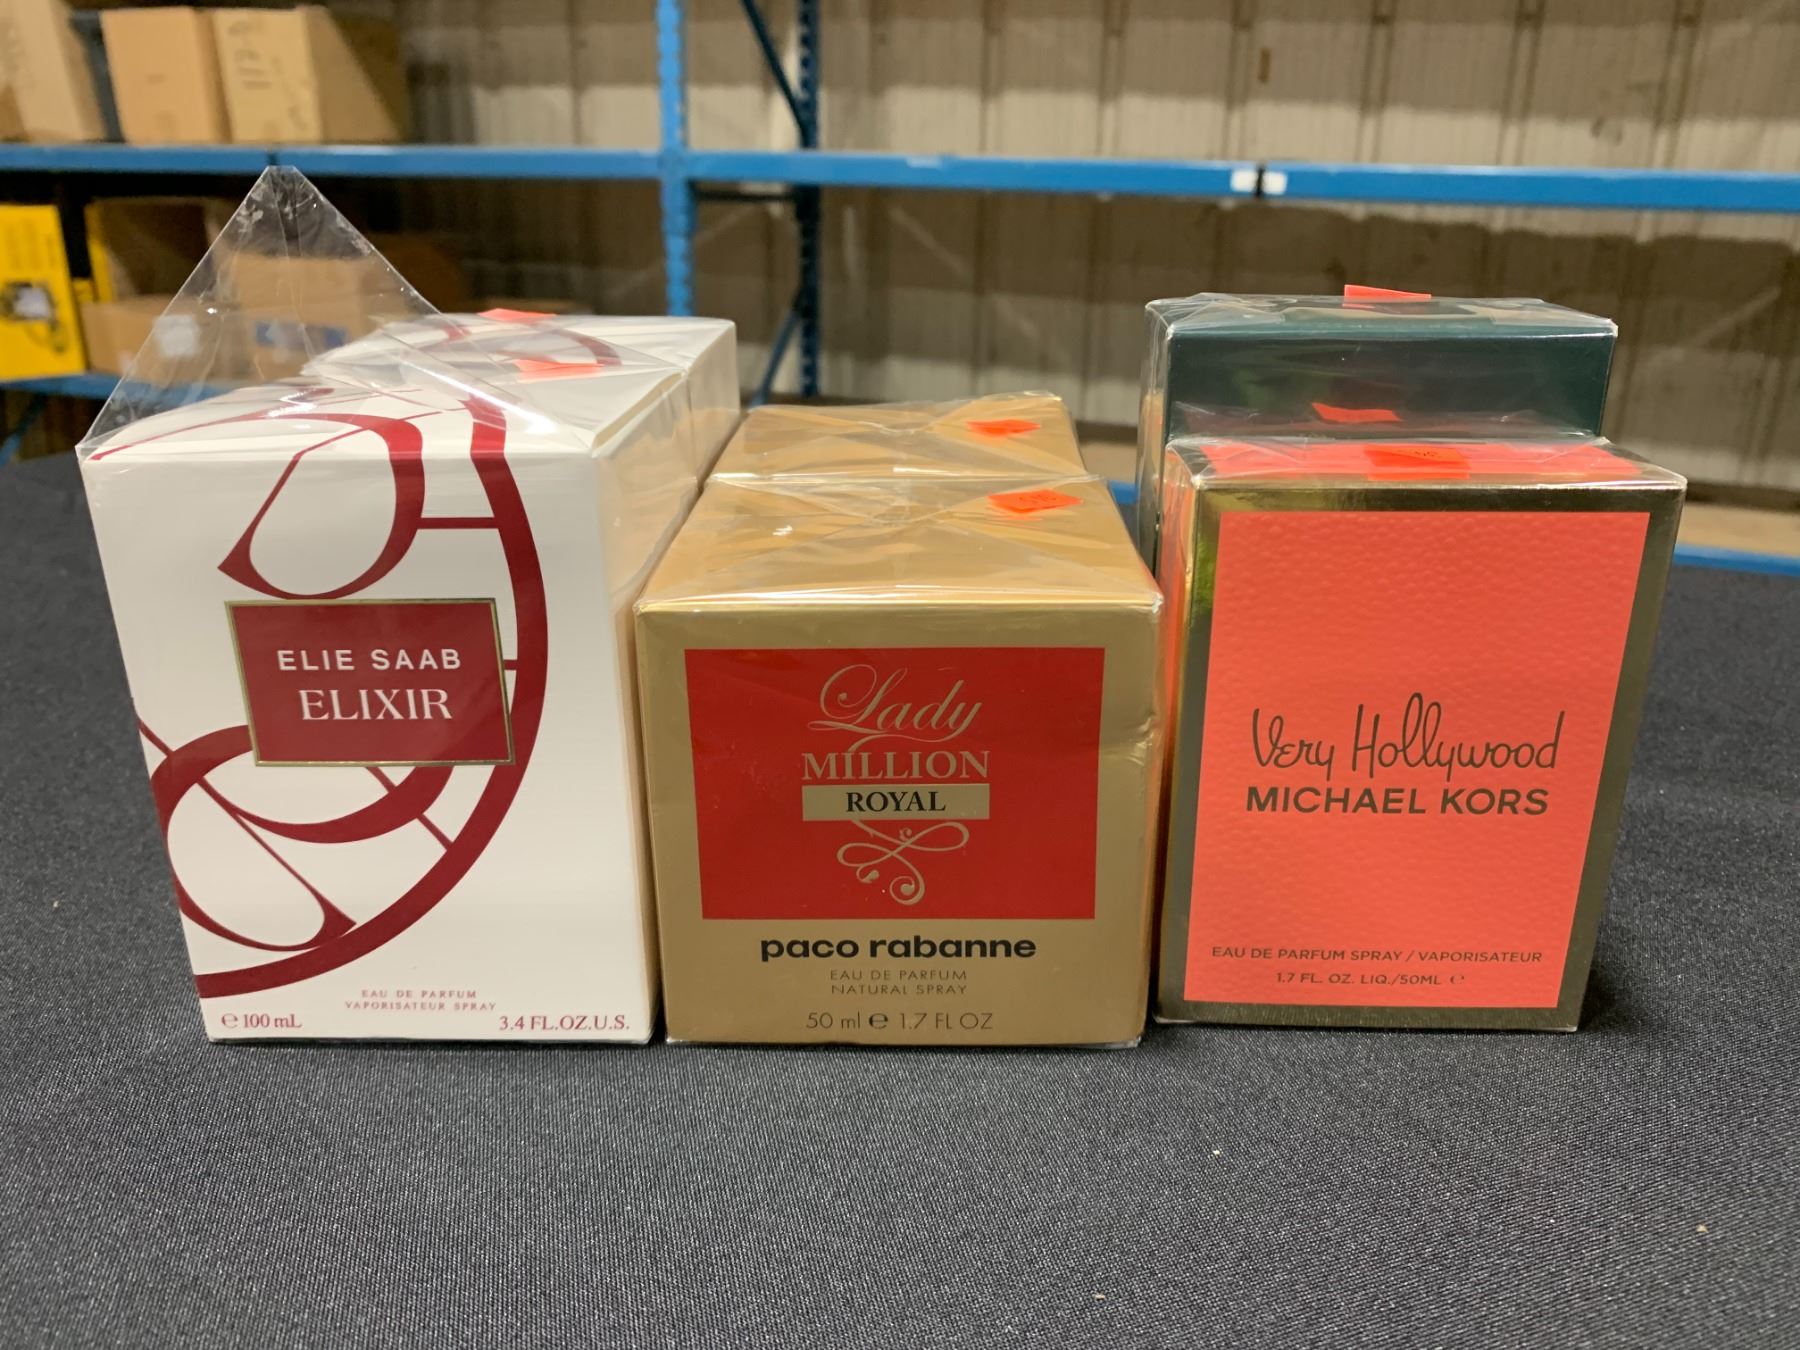 ELIE SAAB
ELIXIR
EAU DE PARFUM
VAPORISATEUR SPRAY
e 100 mL
3.4 FL.OZ.U.S.
Lady
MILLION
ROYAL
paco rabanne
EAU DE PARFUM
NATURAL SPRAY
50 ml e 1.7 FL OZ
Very Hollywood
MICHAEL KORS
EAU DE PARFUM SPRAY / VAPORISATEUR
1.7 FL. OZ. LIQ./50ML e